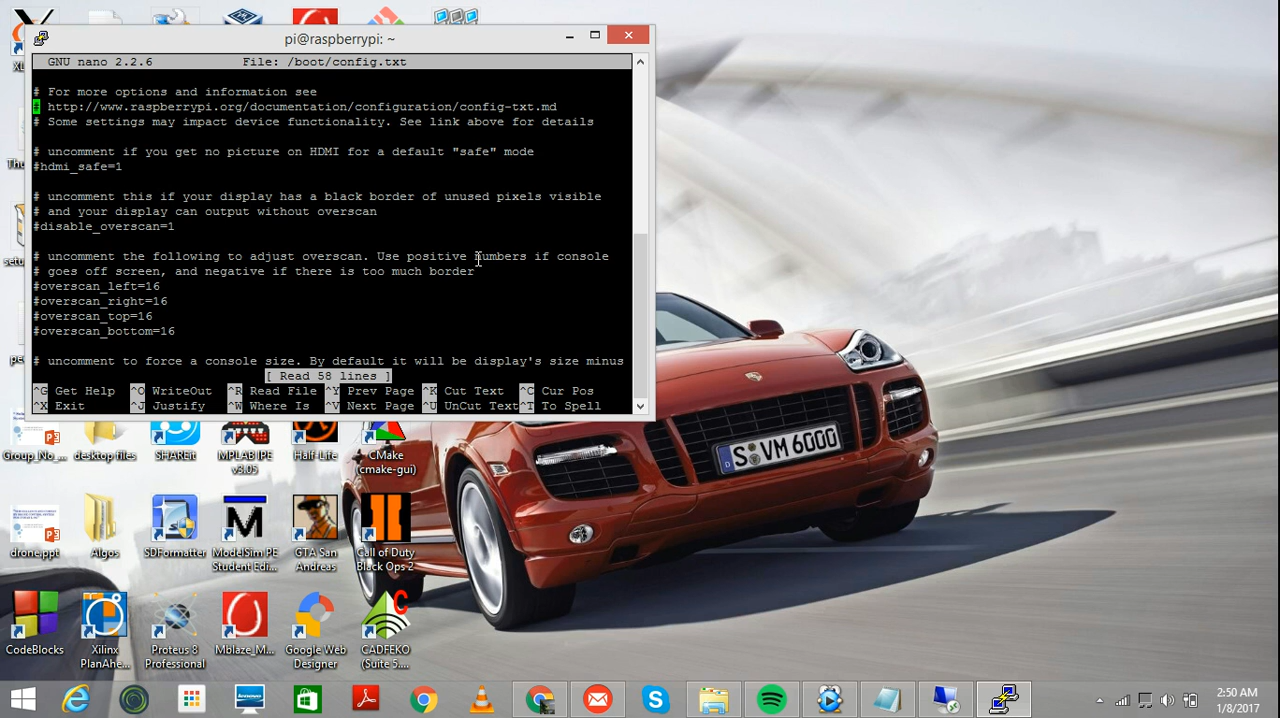 pi@raspberrypi: ~
GNU nano 2.2.6 File: /boot/config.txt
# For more options and information see
# http://www.raspberrypi.org/documentation/configuration/config-txt.md
# Some settings may impact device functionality. See link above for details
# uncomment if you get no picture on HDMI for a default "safe" mode
#hdmi_safe=1
# uncomment this if your display has a black border of unused pixels visible
# and your display can output without overscan
#disable_overscan=1
# uncomment the following to adjust overscan. Use positive numbers if console
# goes off screen, and negative if there is too much border
#overscan_left=16
#overscan_right=16
#overscan_top=16
#overscan_bottom=16
# uncomment to force a console size. By default it will be display's size minus
[ Read 58 lines ]
^G Get Help ^O WriteOut ^R Read File ^Y Prev Page ^K Cut Text ^C Cur Pos
^X Exit ^J Justify ^W Where Is ^V Next Page ^U UnCut Text ^T To Spell
Group_No_... desktop files SHAREit MPLAB IPE v3.05 Half-Life CMake (cmake-gui)
drone.ppt Algos SDFormatter ModelSim PE Student Edi... GTA San Andreas Call of Duty Black Ops 2
CodeBlocks Xilinx PlanAhe... Proteus 8 Professional Mblaze_M... Google Web Designer CADFEKO (Suite 5....
S VM 6000
2:50 AM
1/8/2017